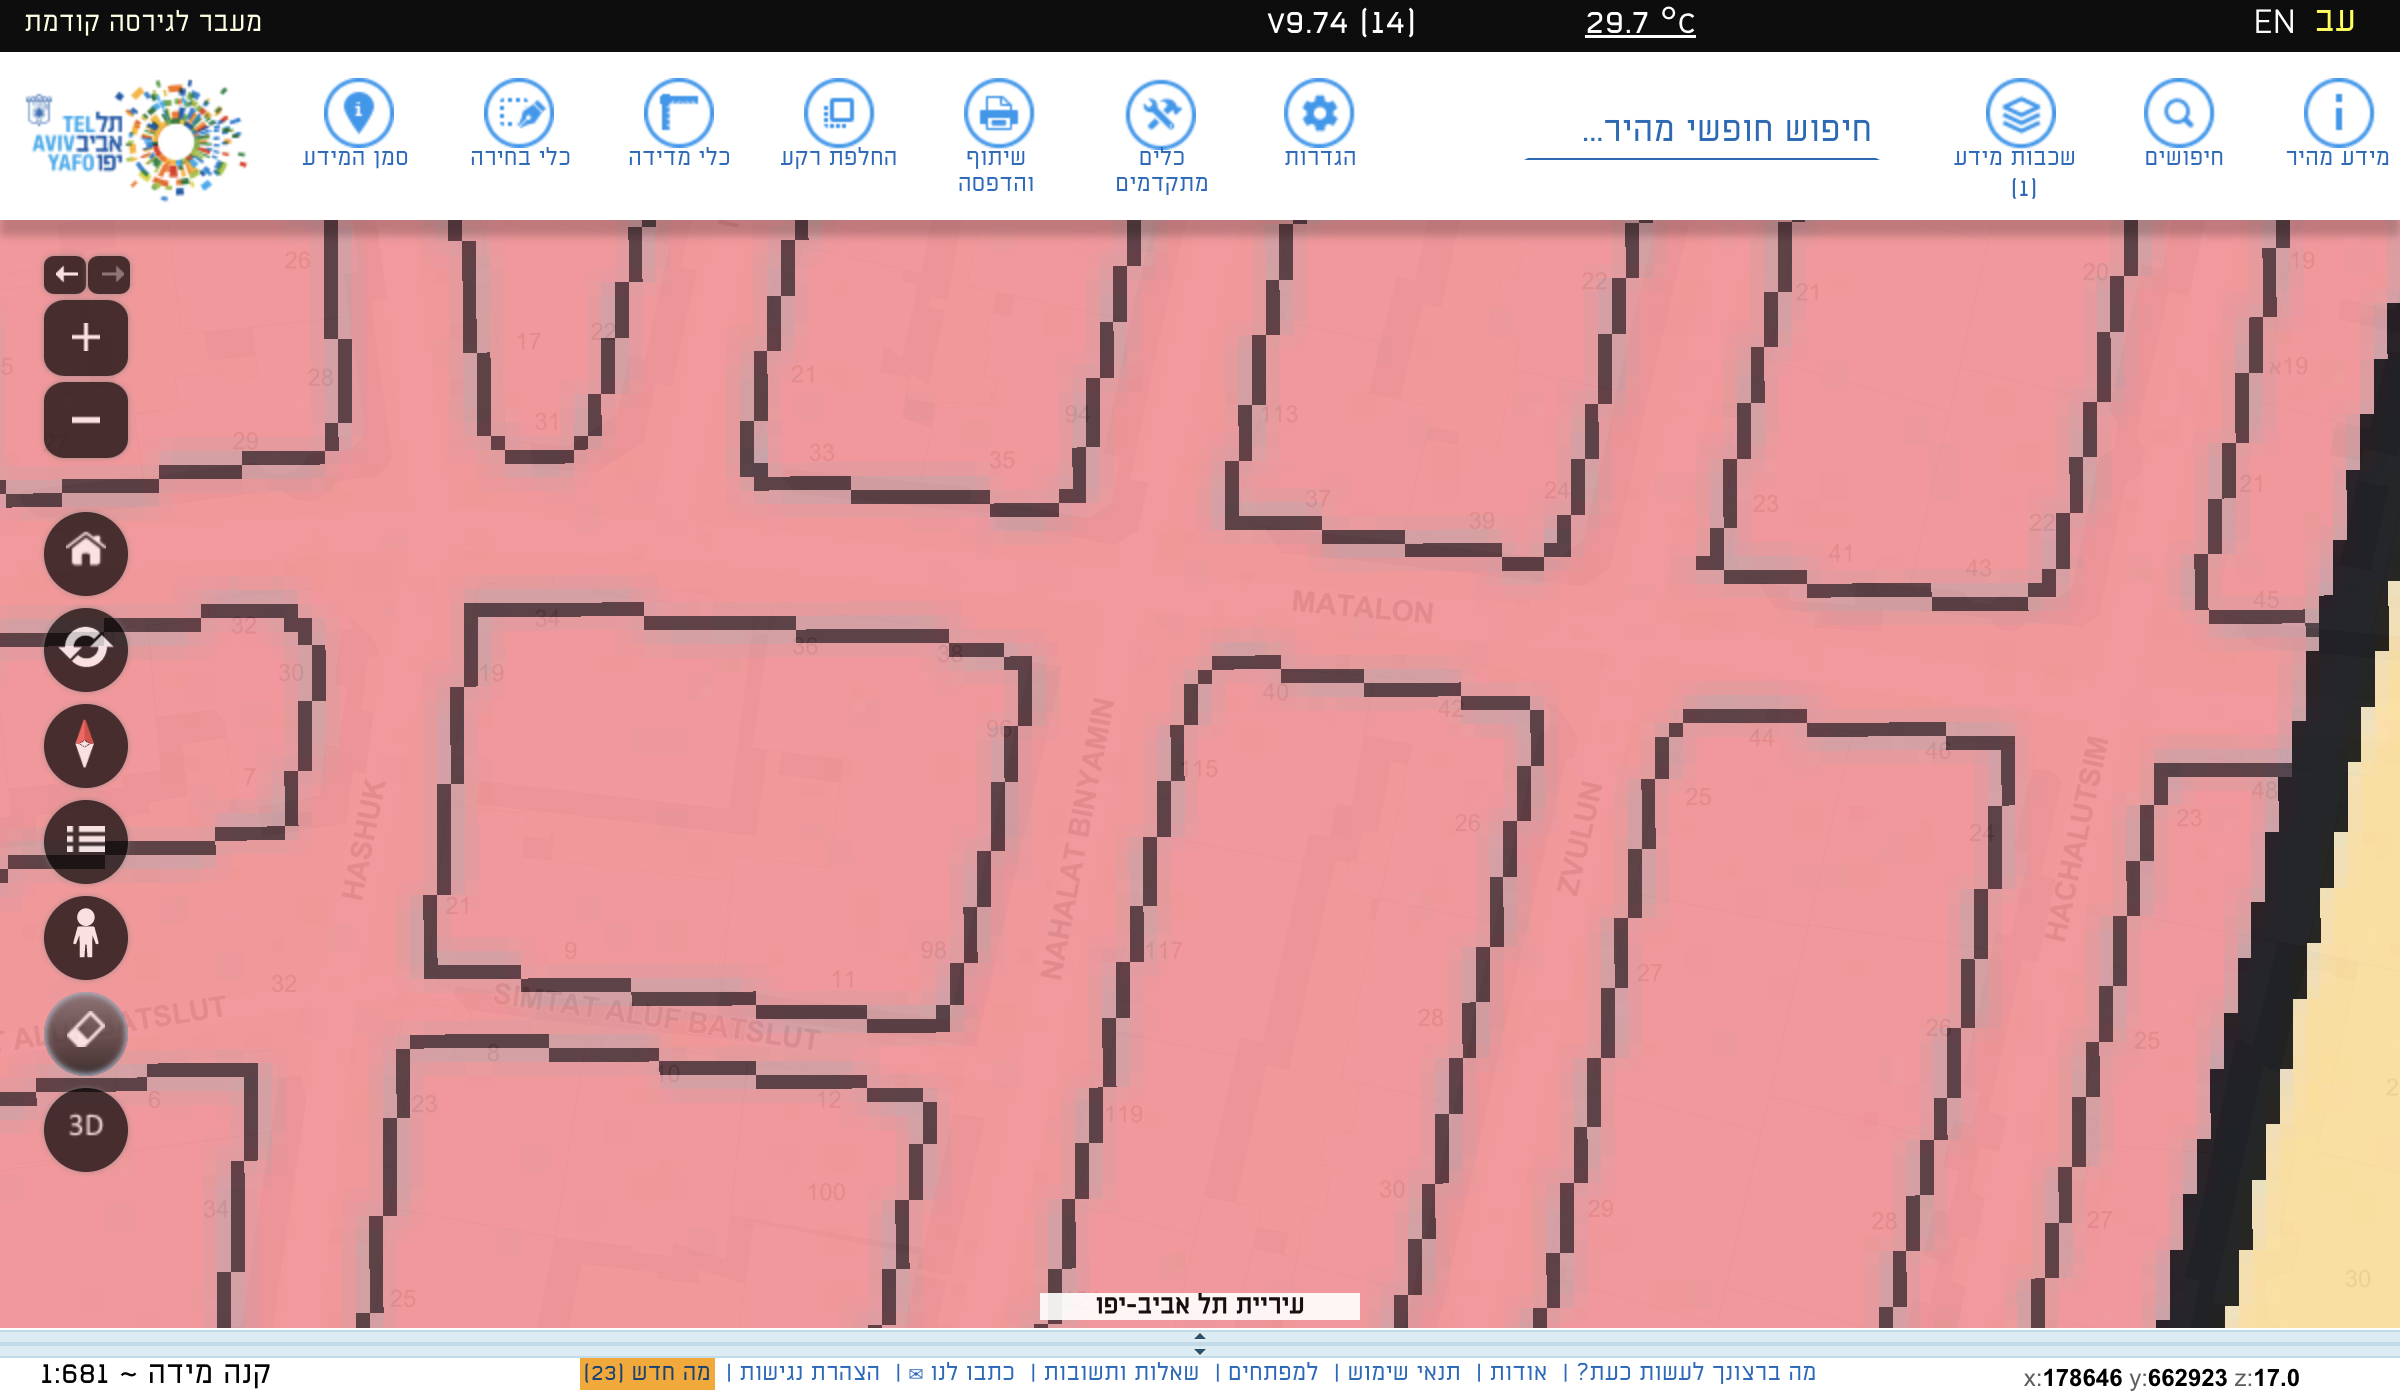 מעבר לגירסה קודמת
V9.74 (14)
29.7 °C
EN עב
תל אביב יפו
TEL AVIV YAFO
סמן המידע
כלי בחירה
כלי מדידה
החלפת רקע
שיתוף והדפסה
כלים מתקדמים
הגדרות
חיפוש חופשי מהיר...
שכבות מידע (1)
חיפושים
מידע מהיר
26
17
22
21
94
113
22
21
20
19
28
31
29
33
35
37
39
24
23
22
א19
21
41
43
45
MATALON
32
34
36
38
30
19
96
40
42
44
46
48
7
115
26
25
24
23
HASHUK
NAHALAT BINYAMIN
ZVULUN
HACHALUTSIM
21
9
98
11
117
27
32
SIMTAT ALUF BATSLUT
28
26
25
8
10
12
6
23
119
100
34
30
29
28
27
25
30
3D
עיריית תל אביב-יפו
קנה מידה ~ 1:681
מה ברצונך לעשות כעת? | אודות | תנאי שימוש | למפתחים | שאלות ותשובות | כתבו לנו ✉ | הצהרת נגישות | מה חדש (23)
x:178646 y:662923 z:17.0